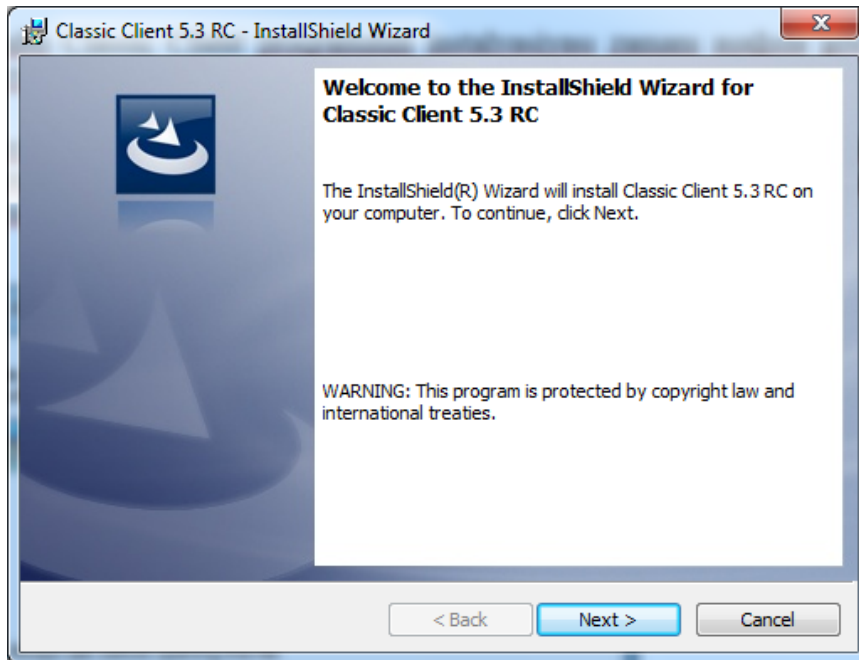 Classic Client 5.3 RC - InstallShield Wizard
Welcome to the InstallShield Wizard for
Classic Client 5.3 RC
The InstallShield(R) Wizard will install Classic Client 5.3 RC on
your computer. To continue, click Next.
WARNING: This program is protected by copyright law and
international treaties.
< Back
Next >
Cancel